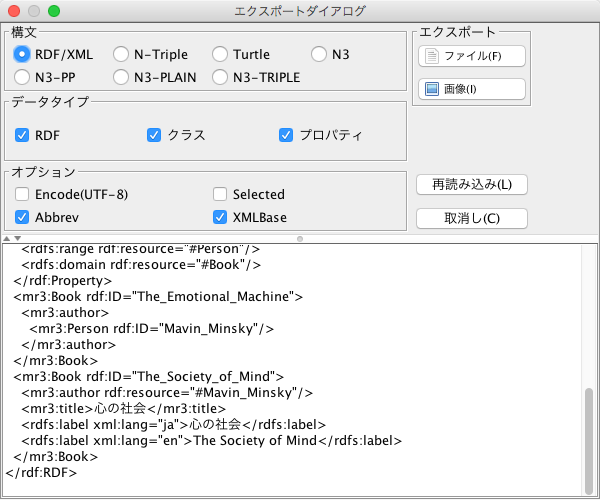 エクスポートダイアログ
構文
RDF/XML N-Triple Turtle N3
N3-PP N3-PLAIN N3-TRIPLE
エクスポート
ファイル(F)
画像(I)
データタイプ
RDF クラス プロパティ
オプション
Encode(UTF-8) Selected
Abbrev XMLBase
再読み込み(L)
取消し(C)
<rdfs:range rdf:resource="#Person"/>
<rdfs:domain rdf:resource="#Book"/>
</rdf:Property>
<mr3:Book rdf:ID="The_Emotional_Machine">
<mr3:author>
<mr3:Person rdf:ID="Mavin_Minsky"/>
</mr3:author>
</mr3:Book>
<mr3:Book rdf:ID="The_Society_of_Mind">
<mr3:author rdf:resource="#Mavin_Minsky"/>
<mr3:title>心の社会</mr3:title>
<rdfs:label xml:lang="ja">心の社会</rdfs:label>
<rdfs:label xml:lang="en">The Society of Mind</rdfs:label>
</mr3:Book>
</rdf:RDF>